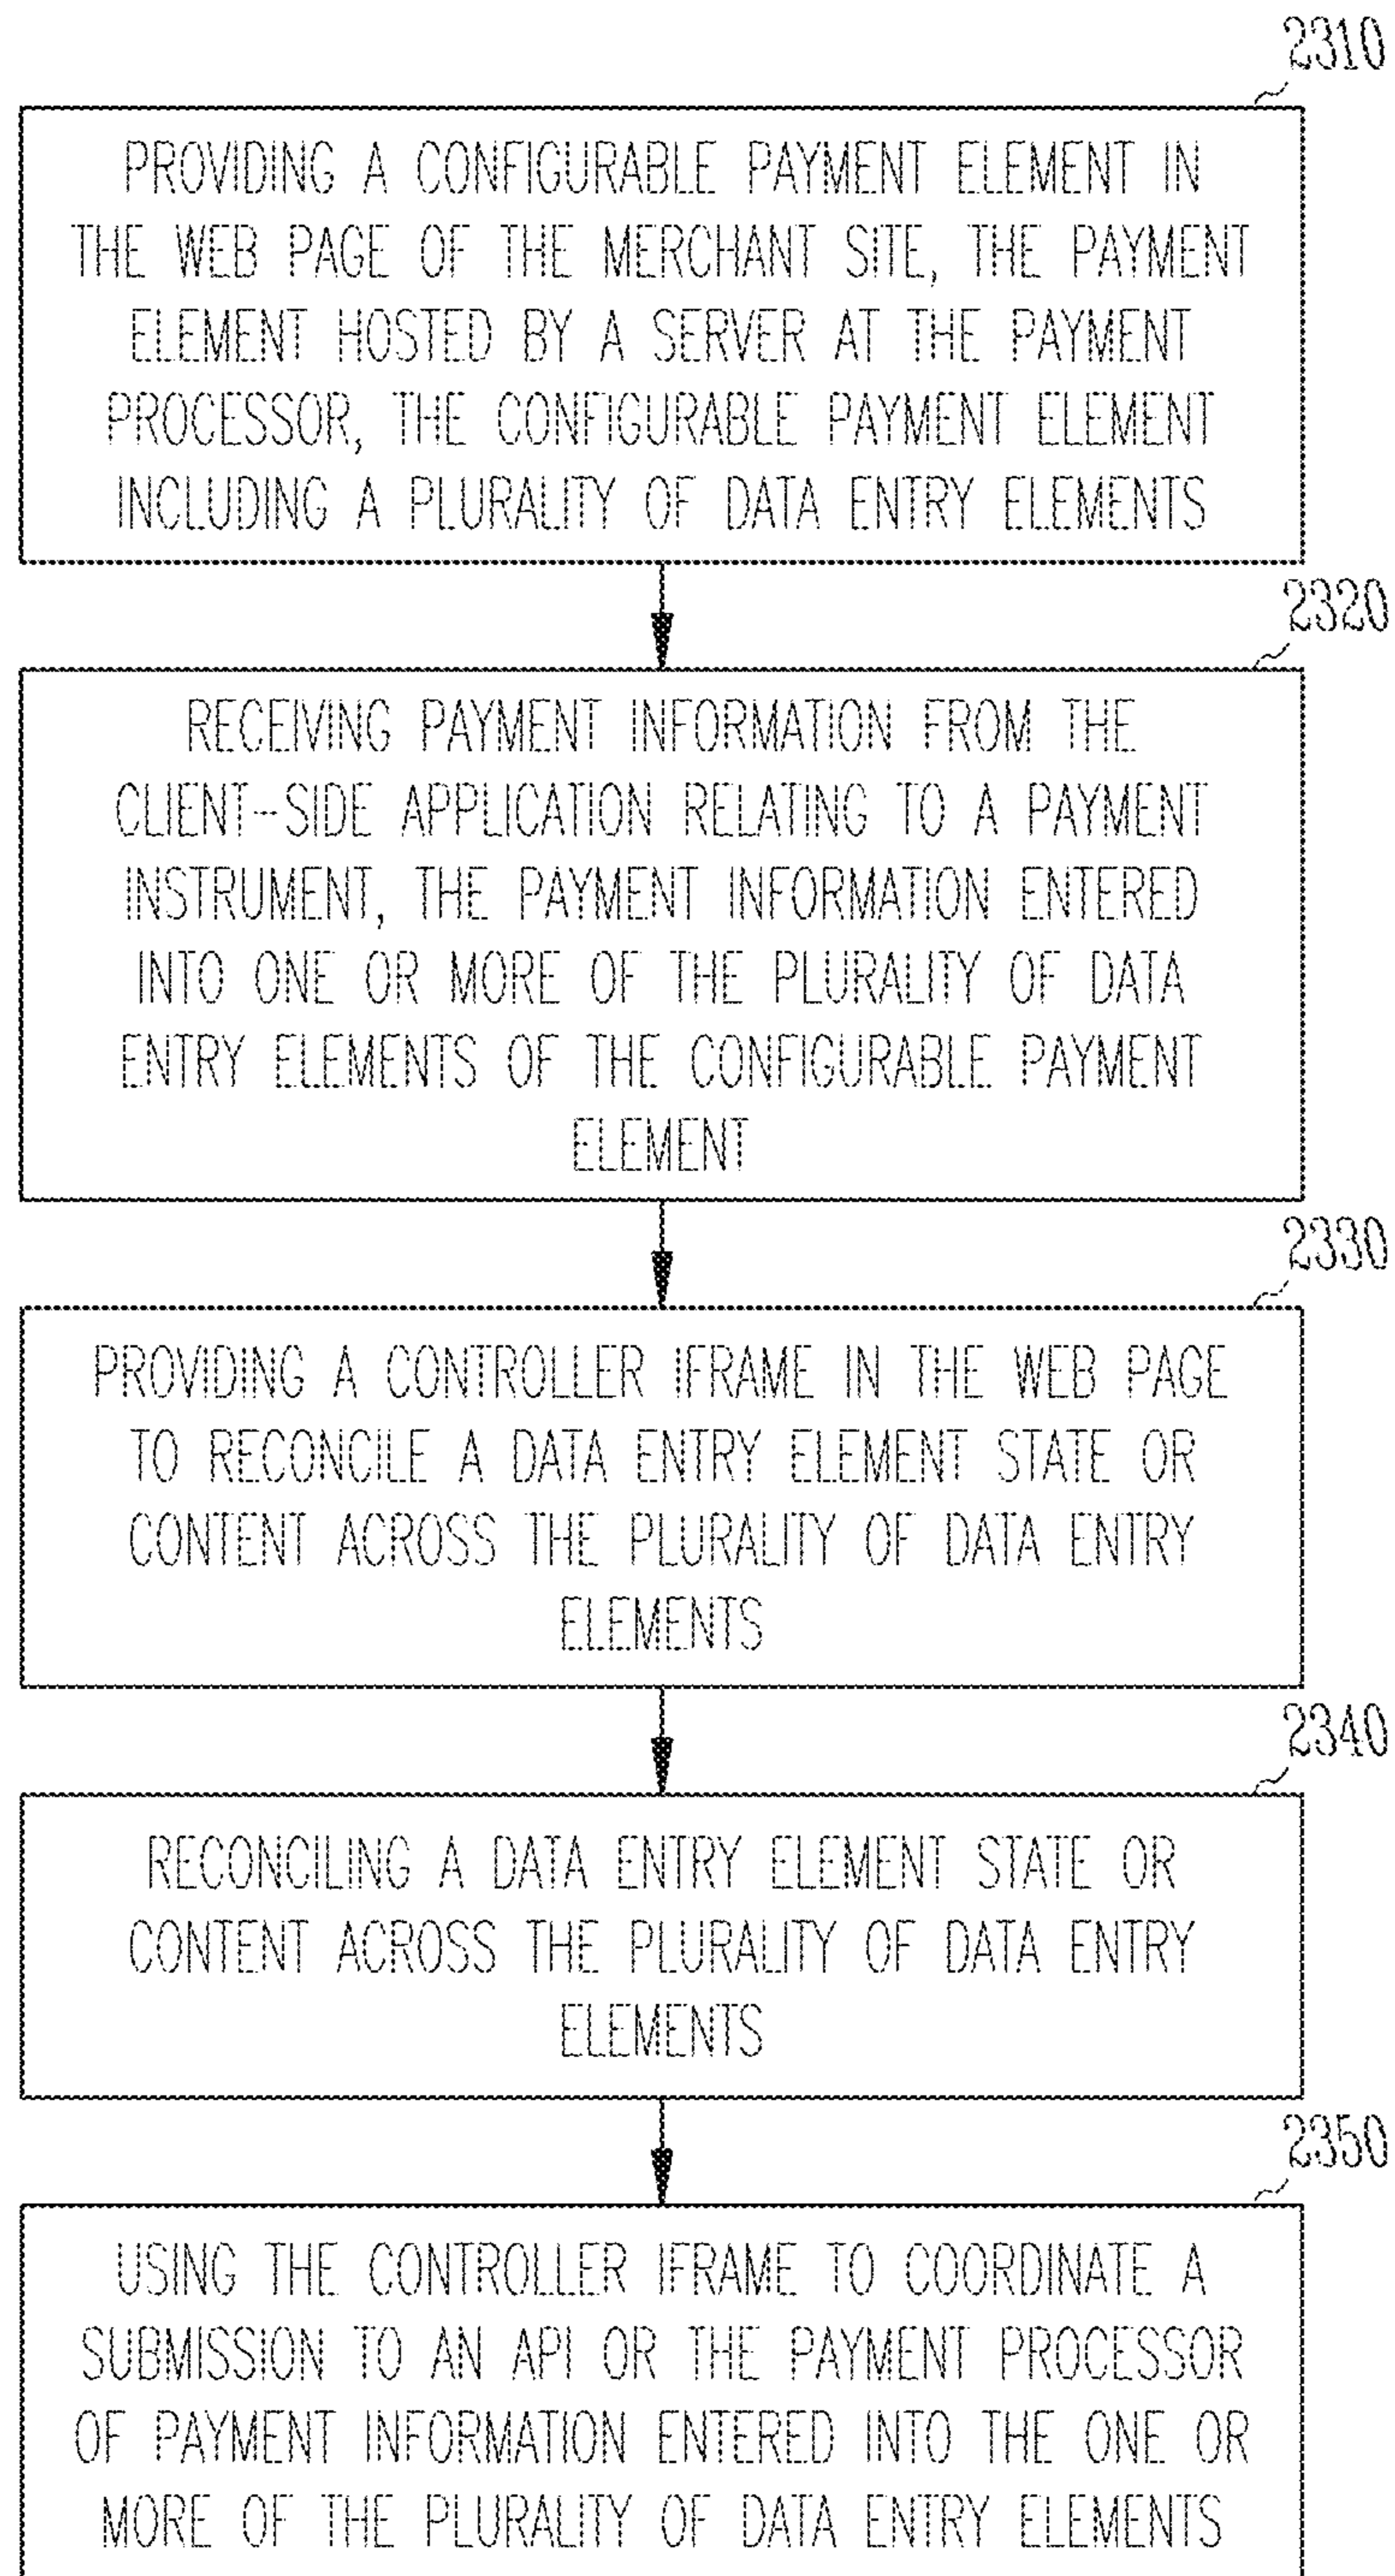 2310
PROVIDING A CONFIGURABLE PAYMENT ELEMENT IN
THE WEB PAGE OF THE MERCHANT SITE, THE PAYMENT
ELEMENT HOSTED BY A SERVER AT THE PAYMENT
PROCESSOR, THE CONFIGURABLE PAYMENT ELEMENT
INCLUDING A PLURALITY OF DATA ENTRY ELEMENTS
2320
RECEIVING PAYMENT INFORMATION FROM THE
CLIENT-SIDE APPLICATION RELATING TO A PAYMENT
INSTRUMENT, THE PAYMENT INFORMATION ENTERED
INTO ONE OR MORE OF THE PLURALITY OF DATA
ENTRY ELEMENTS OF THE CONFIGURABLE PAYMENT
ELEMENT
2330
PROVIDING A CONTROLLER IFRAME IN THE WEB PAGE
TO RECONCILE A DATA ENTRY ELEMENT STATE OR
CONTENT ACROSS THE PLURALITY OF DATA ENTRY
ELEMENTS
2340
RECONCILING A DATA ENTRY ELEMENT STATE OR
CONTENT ACROSS THE PLURALITY OF DATA ENTRY
ELEMENTS
2350
USING THE CONTROLLER IFRAME TO COORDINATE A
SUBMISSION TO AN API OR THE PAYMENT PROCESSOR
OF PAYMENT INFORMATION ENTERED INTO THE ONE OR
MORE OF THE PLURALITY OF DATA ENTRY ELEMENTS